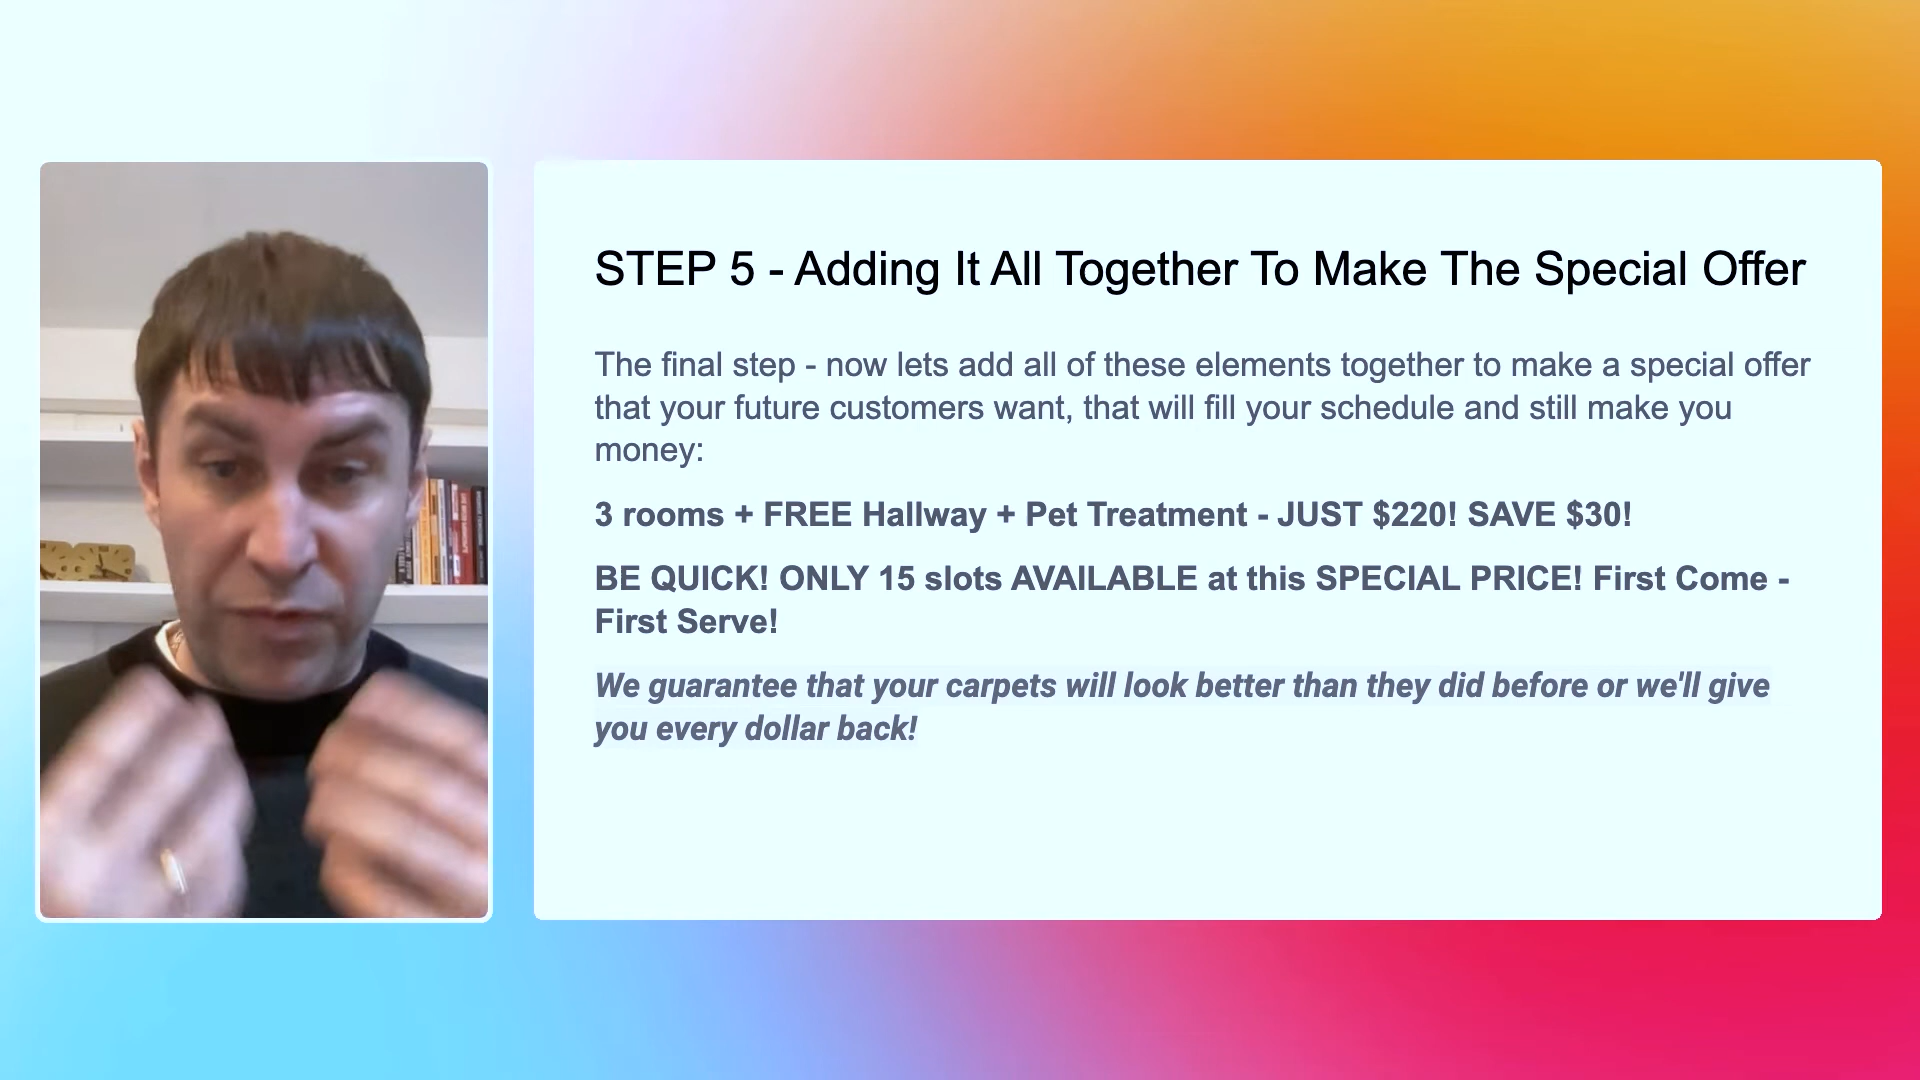 STEP 5 - Adding It All Together To Make The Special Offer
The final step - now lets add all of these elements together to make a special offer
that your future customers want, that will fill your schedule and still make you
money:
3 rooms + FREE Hallway + Pet Treatment - JUST $220! SAVE $30!
BE QUICK! ONLY 15 slots AVAILABLE at this SPECIAL PRICE! First Come -
First Serve!
We guarantee that your carpets will look better than they did before or we'll give
you every dollar back!